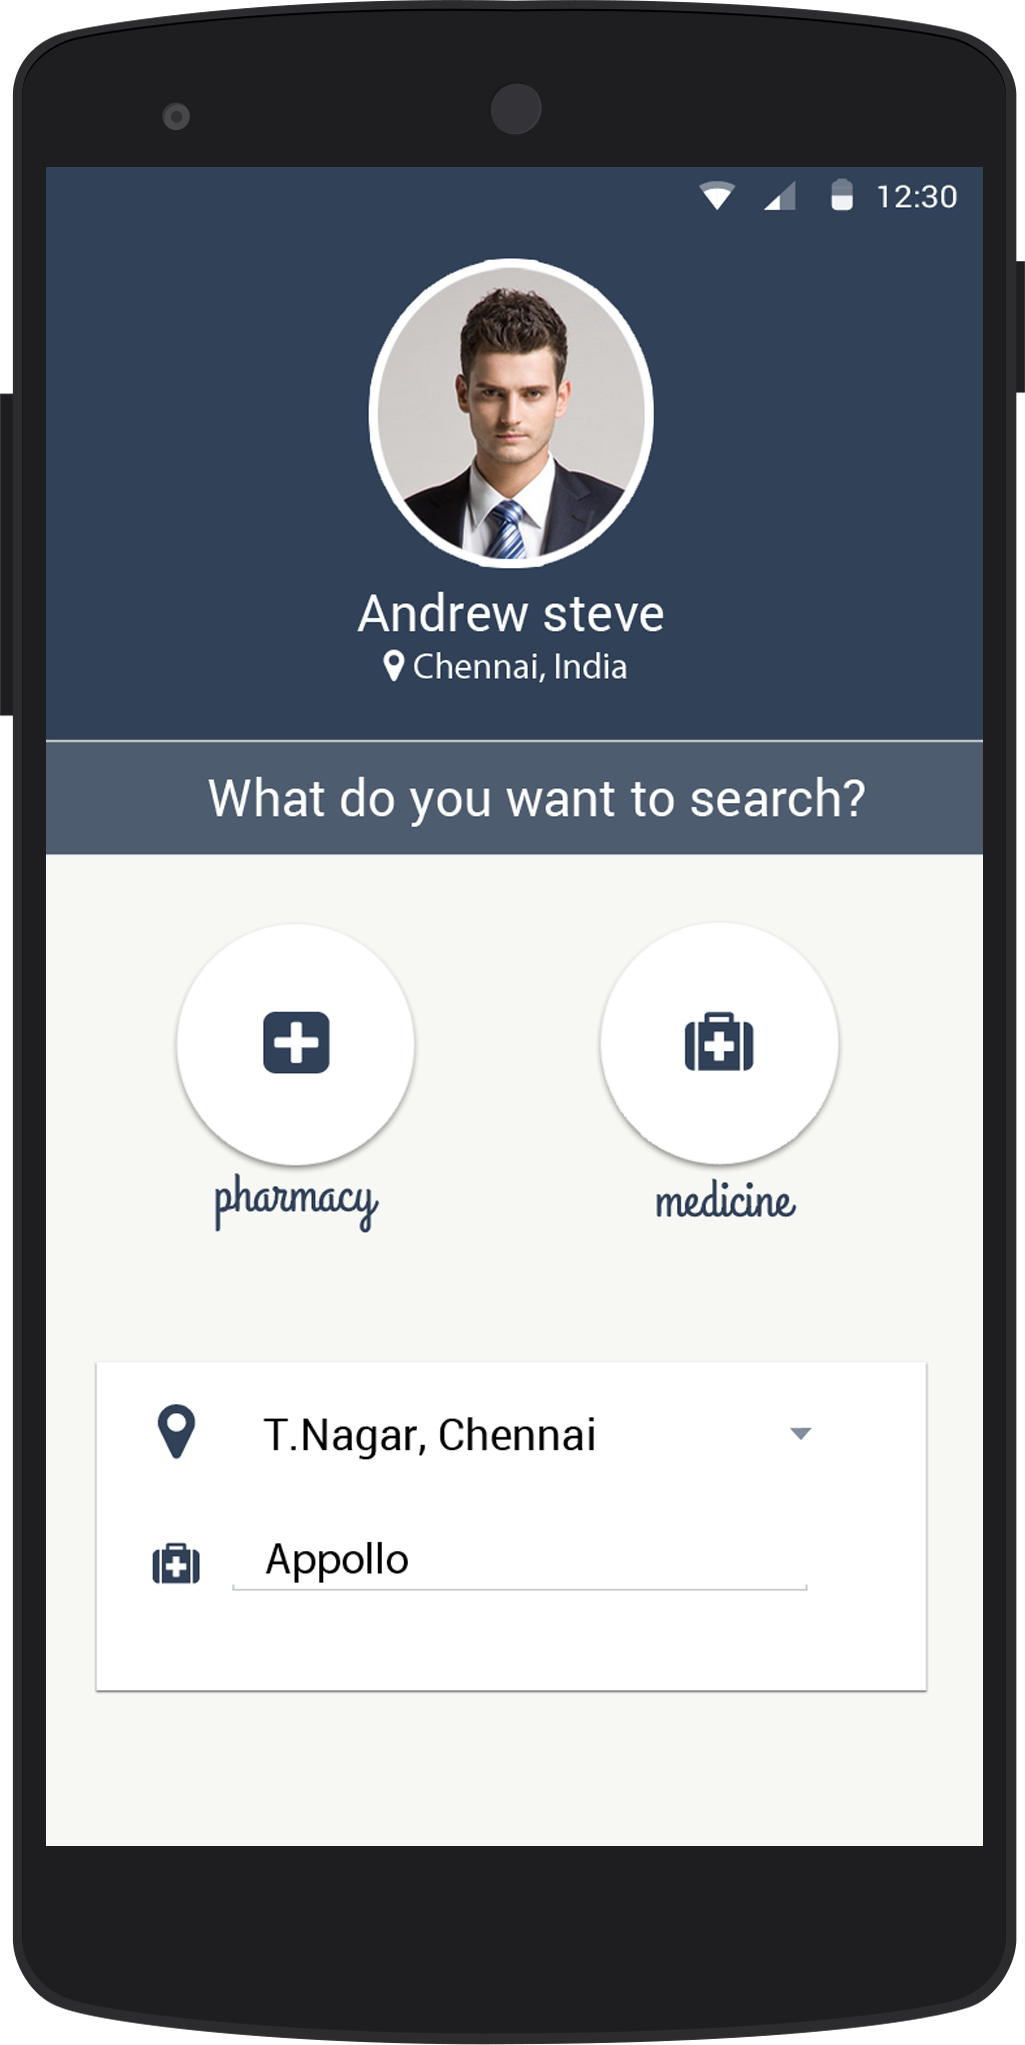 12:30
Andrew steve
Chennai, India
What do you want to search?
pharmacy
medicine
T.Nagar, Chennai
Appollo